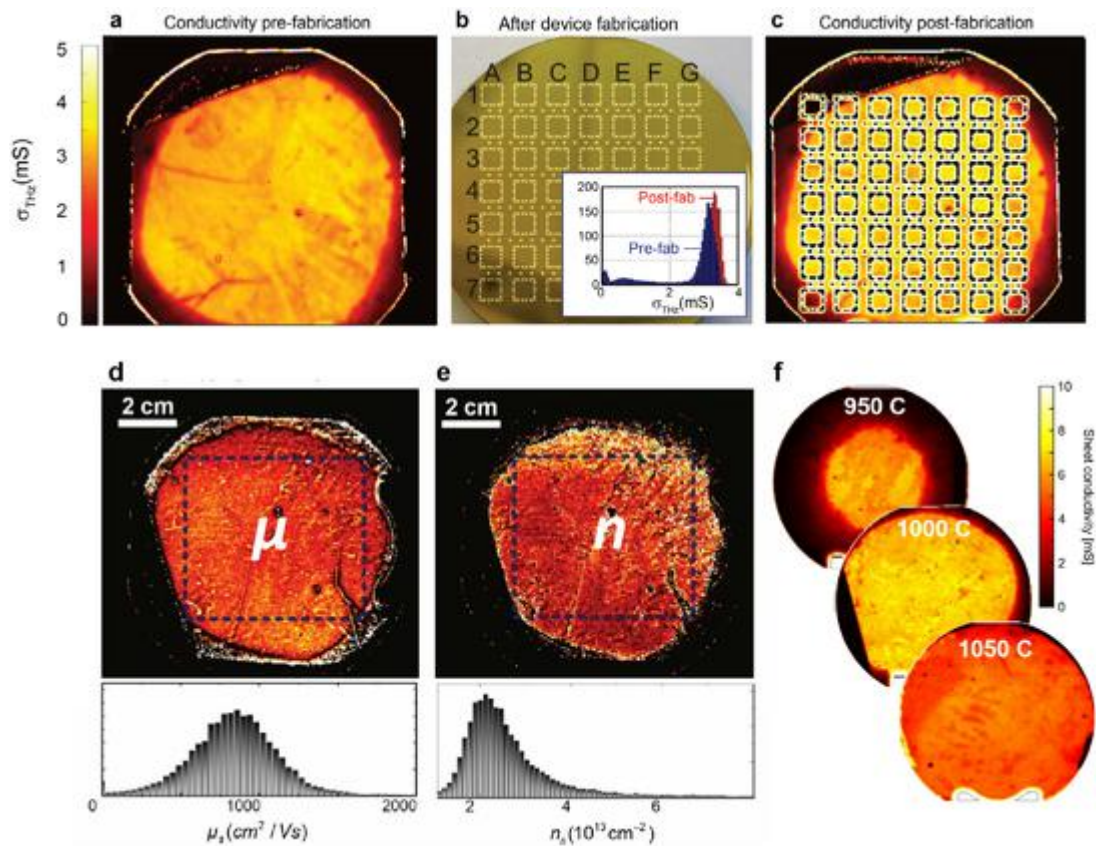 a Conductivity pre-fabrication
b After device fabrication
c Conductivity post-fabrication
5
4
3
2
1
0
σTHz(mS)
A B C D E F G
1
2
3
4
5
6
7
200
150
100
50
0
Post-fab
Pre-fab
0 2 4
σTHz(mS)
d
2 cm
μ
e
2 cm
n
f
950 C
1000 C
1050 C
10
8
6
4
2
0
Sheet conductivity [mS]
0 1000 2000
μs(cm²/Vs)
2 4 6
ns(10¹³cm⁻²)